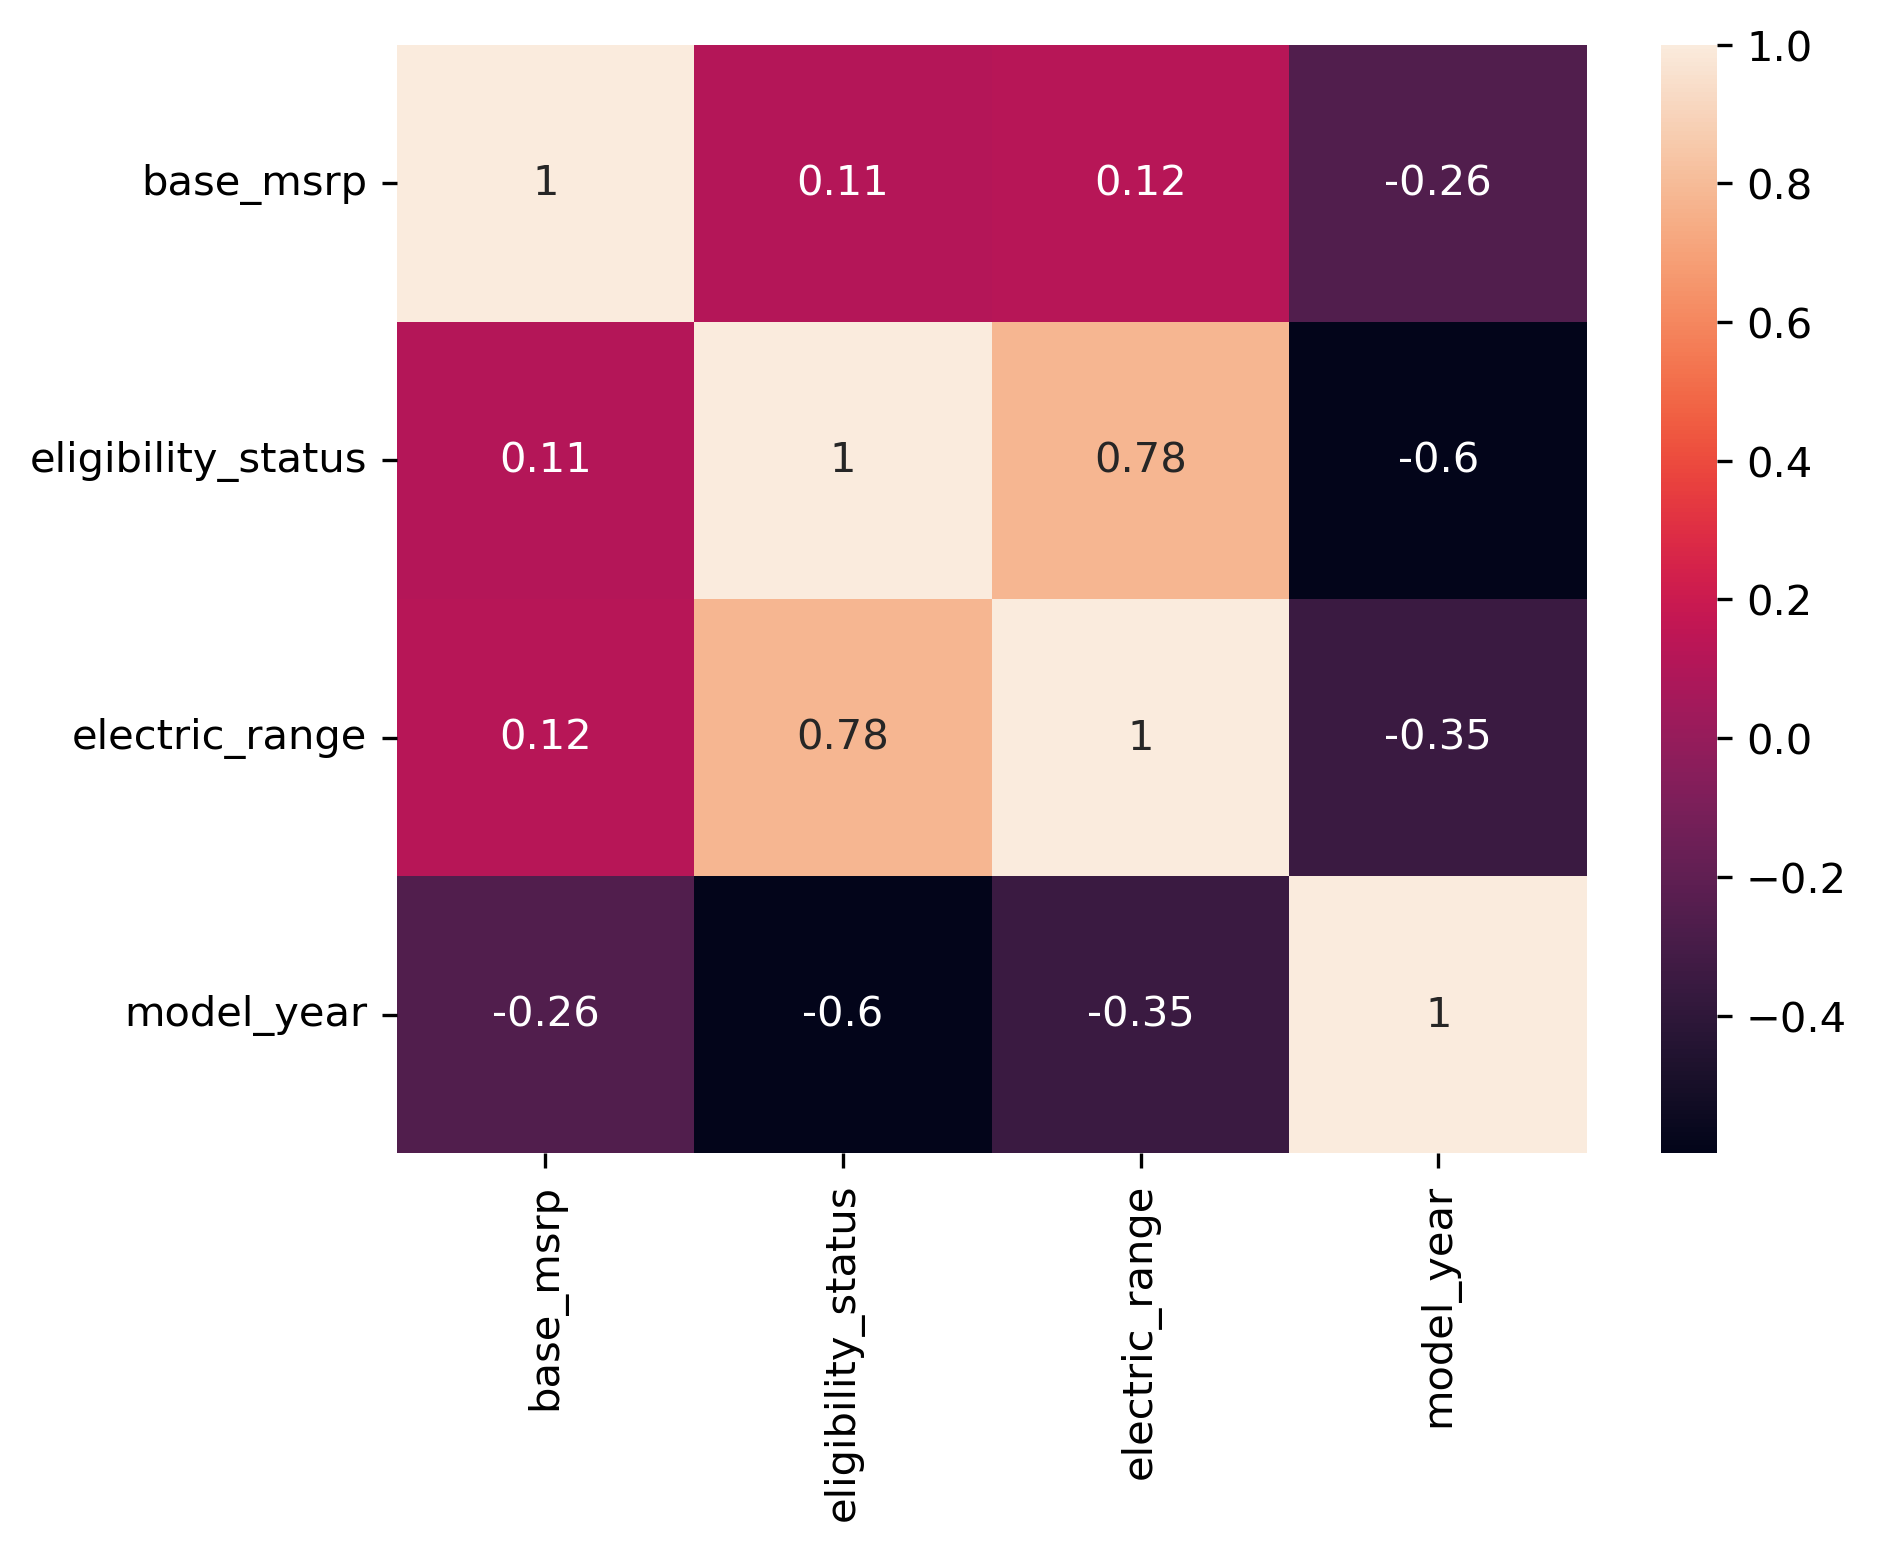 base_msrp 1 0.11 0.12 -0.26
eligibility_status 0.11 1 0.78 -0.6
electric_range 0.12 0.78 1 -0.35
model_year -0.26 -0.6 -0.35 1
base_msrp
eligibility_status
electric_range
model_year
1.0
0.8
0.6
0.4
0.2
0.0
−0.2
−0.4